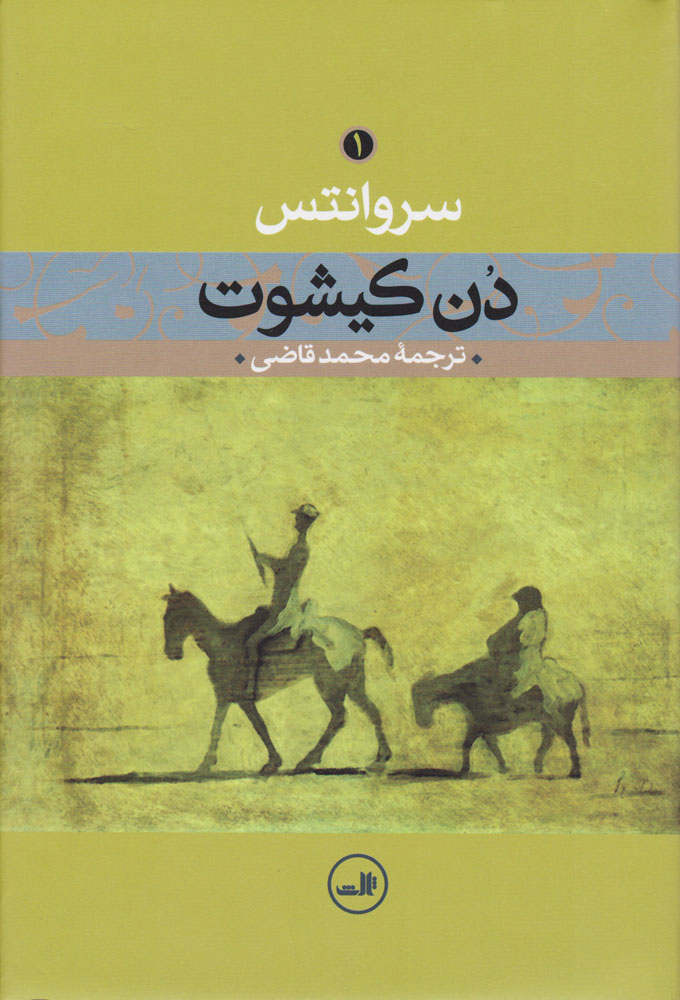 ۱
سروانتس
دُن کیشوت
ترجمهٔ محمد قاضی
ثالث